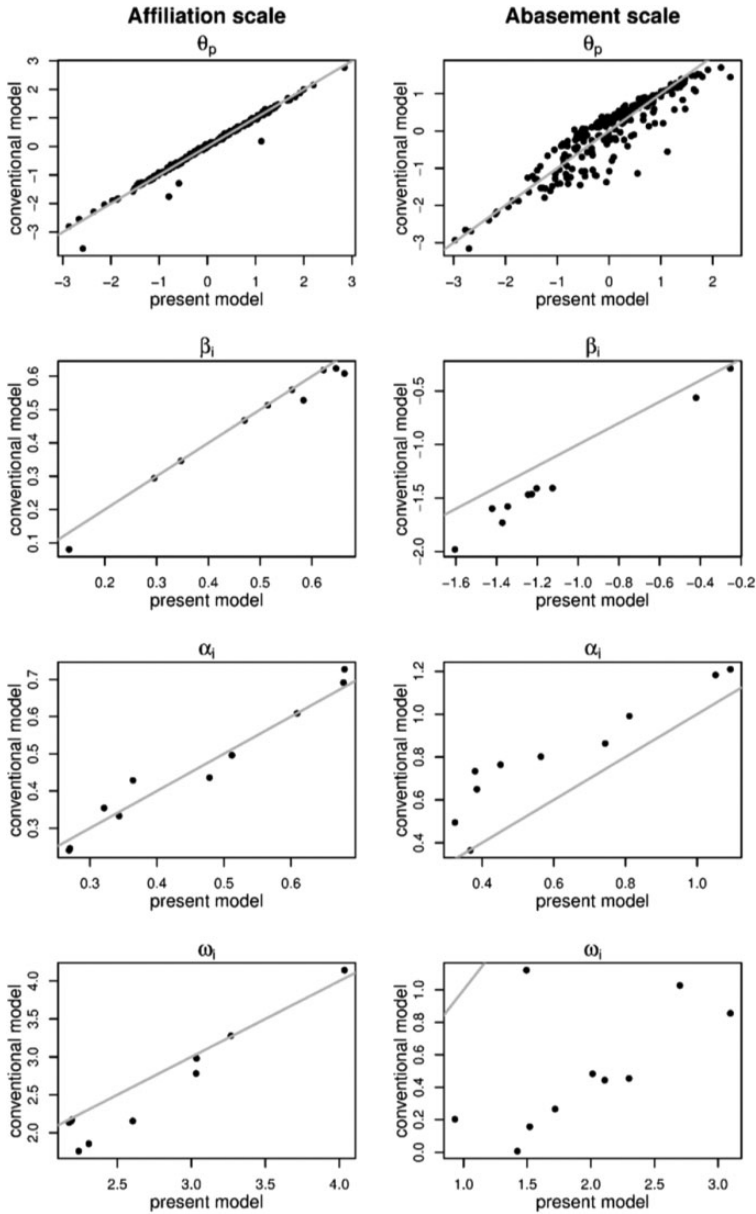 Affiliation scale
Abasement scale
θp
θp
conventional model
3
2
1
0
−1
−2
−3
−3 −2 −1 0 1 2 3
present model
conventional model
1
0
−1
−2
−3
−3 −2 −1 0 1 2
present model
βi
βi
conventional model
0.6
0.5
0.4
0.3
0.2
0.1
0.2 0.3 0.4 0.5 0.6
present model
conventional model
−0.5
−1.0
−1.5
−2.0
−1.6 −1.4 −1.2 −1.0 −0.8 −0.6 −0.4 −0.2
present model
αi
αi
conventional model
0.7
0.6
0.5
0.4
0.3
0.3 0.4 0.5 0.6
present model
conventional model
1.2
1.0
0.8
0.6
0.4
0.4 0.6 0.8 1.0
present model
ωi
ωi
conventional model
4.0
3.5
3.0
2.5
2.0
2.5 3.0 3.5 4.0
present model
conventional model
1.0
0.8
0.6
0.4
0.2
0.0
1.0 1.5 2.0 2.5 3.0
present model